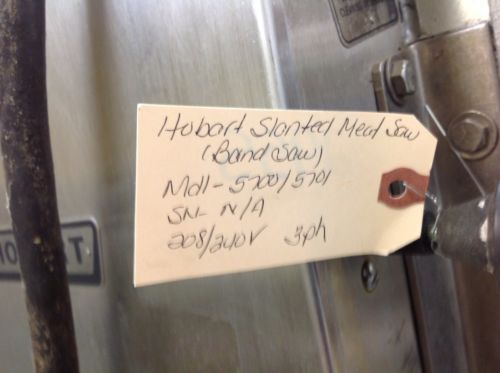 Hobart Slanted Meat Saw
(Band Saw)
Mdl-5700/5701
SN- N/A
208/240V 3ph